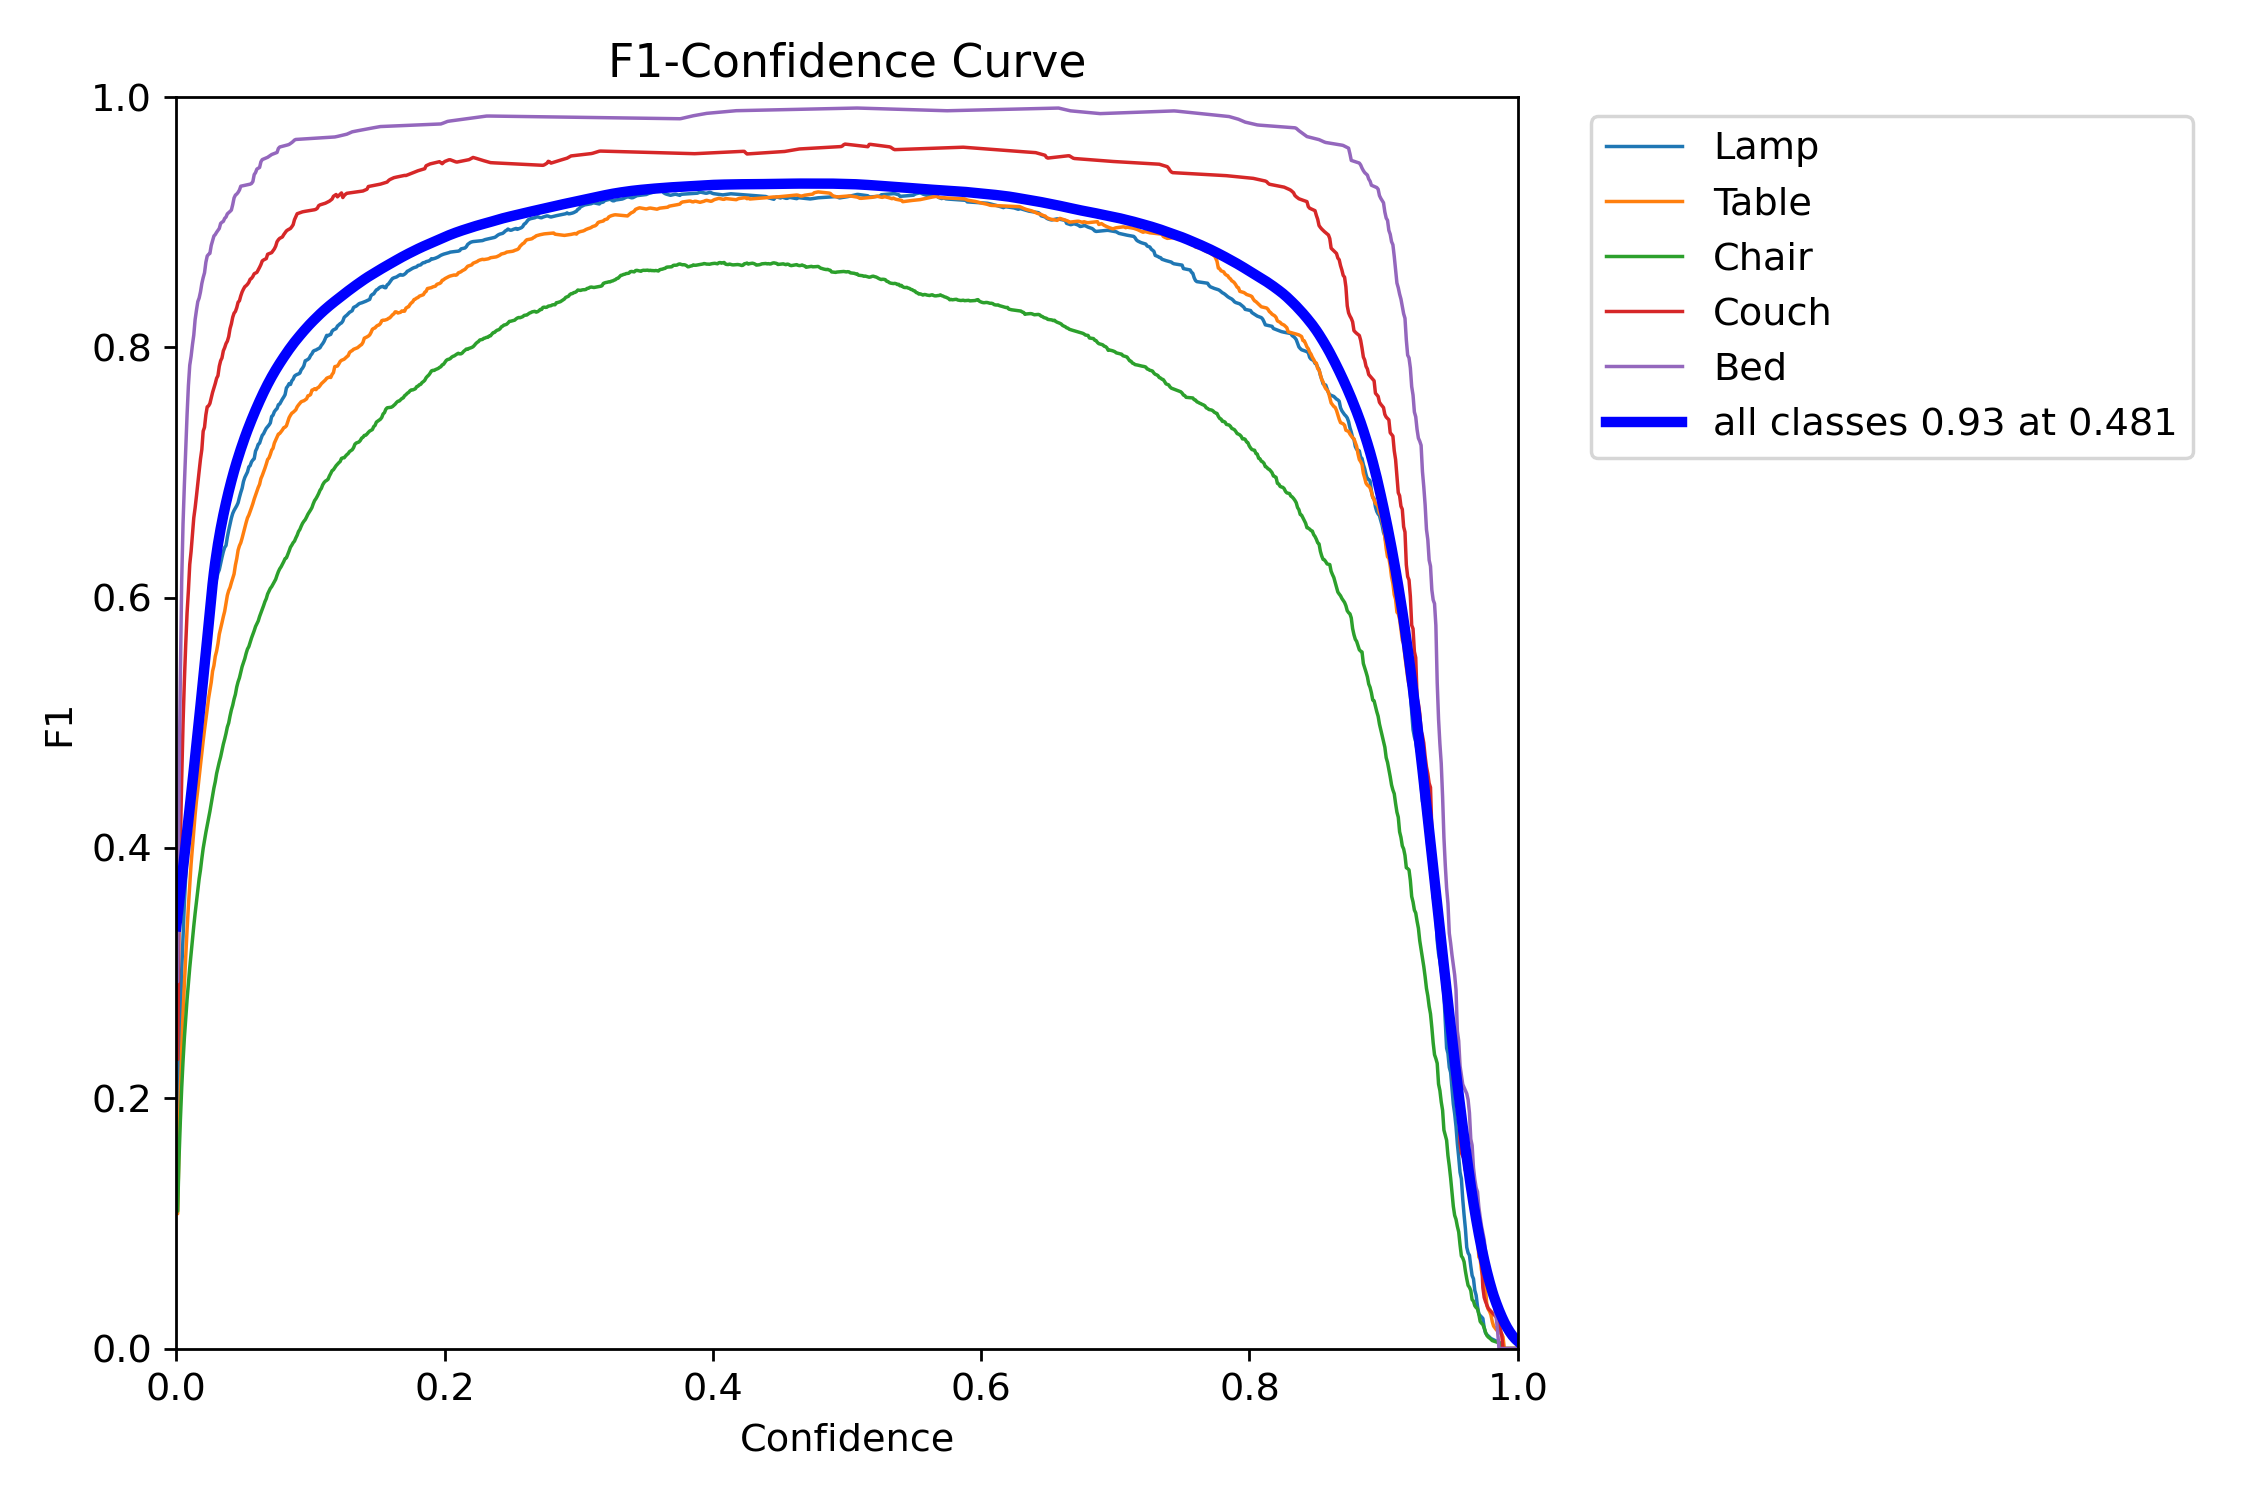 F1-Confidence Curve
1.0
0.8
0.6
0.4
0.2
0.0
F1
0.0 0.2 0.4 0.6 0.8 1.0
Confidence
Lamp
Table
Chair
Couch
Bed
all classes 0.93 at 0.481